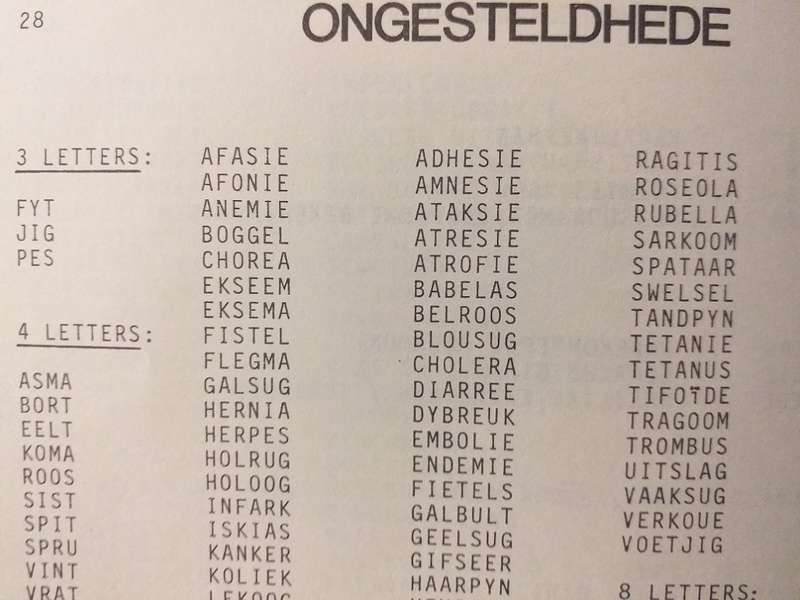 28
ONGESTELDHEDE
3 LETTERS:
FYT
JIG
PES
4 LETTERS:
ASMA
BORT
EELT
KOMA
ROOS
SIST
SPIT
SPRU
VINT
VRAT
AFASIE
AFONIE
ANEMIE
BOGGEL
CHOREA
EKSEEM
EKSEMA
FISTEL
FLEGMA
GALSUG
HERNIA
HERPES
HOLRUG
HOLOOG
INFARK
ISKIAS
KANKER
KOLIEK
LEKOOG
ADHESIE
AMNESIE
ATAKSIE
ATRESIE
ATROFIE
BABELAS
BELROOS
BLOUSUG
CHOLERA
DIARREE
DYBREUK
EMBOLIE
ENDEMIE
FIETELS
GALBULT
GEELSUG
GIFSEER
HAARPYN
RAGITIS
ROSEOLA
RUBELLA
SARKOOM
SPATAAR
SWELSEL
TANDPYN
TETANIE
TETANUS
TIFOÏDE
TRAGOOM
TROMBUS
UITSLAG
VAAKSUG
VERKOUE
VOETJIG
8 LETTERS: